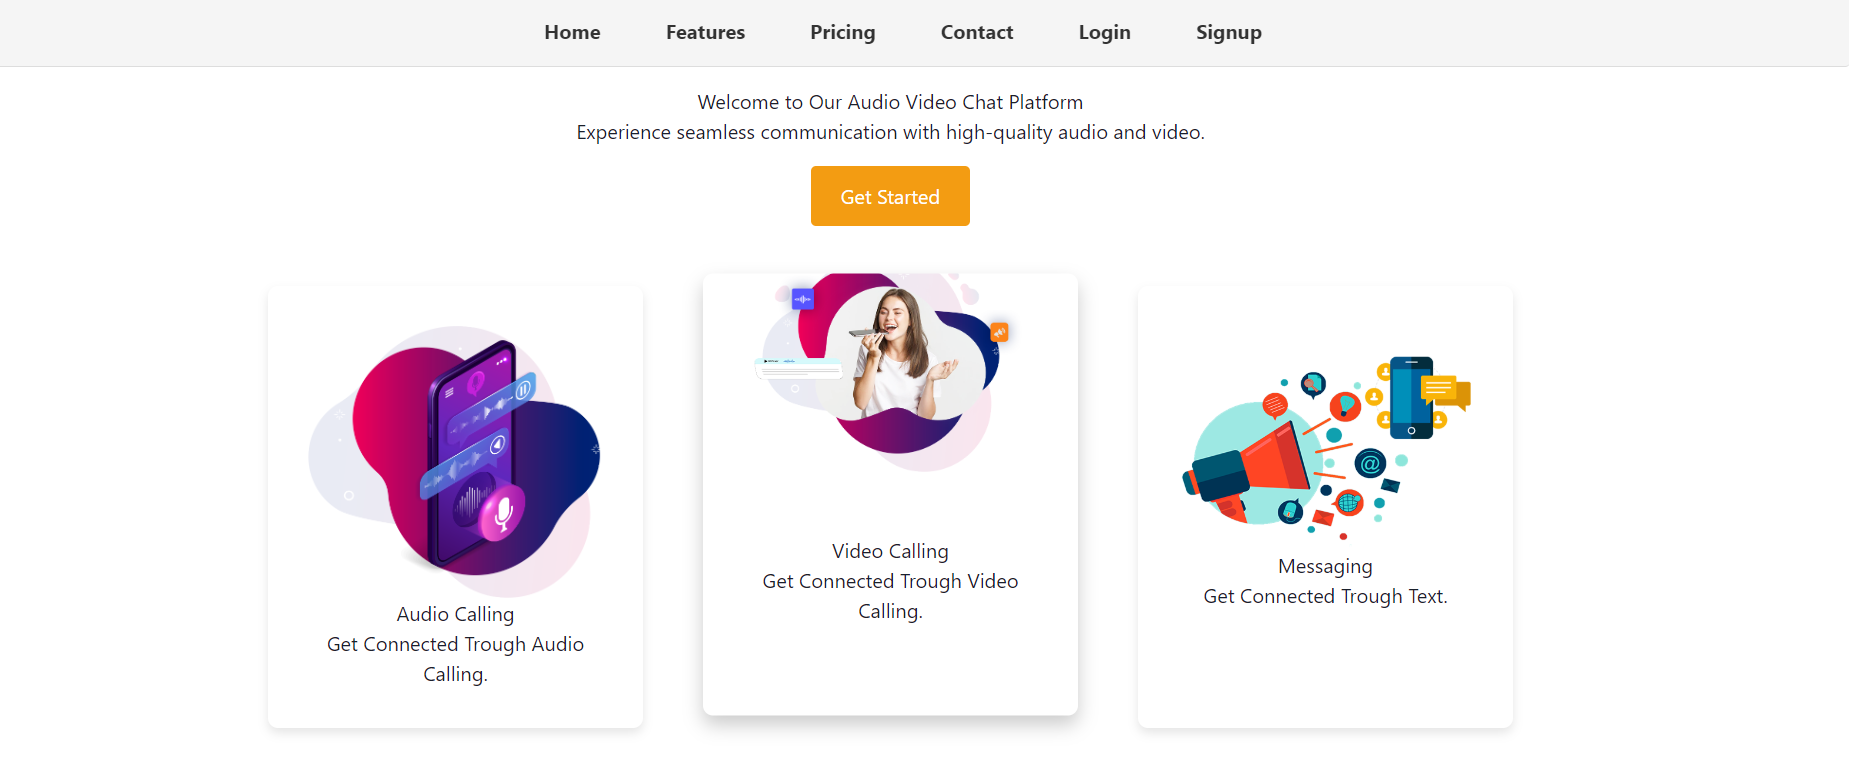 Home Features Pricing Contact Login Signup
Welcome to Our Audio Video Chat Platform
Experience seamless communication with high-quality audio and video.
Get Started
Audio Calling
Get Connected Trough Audio
Calling.
Video Calling
Get Connected Trough Video
Calling.
Messaging
Get Connected Trough Text.